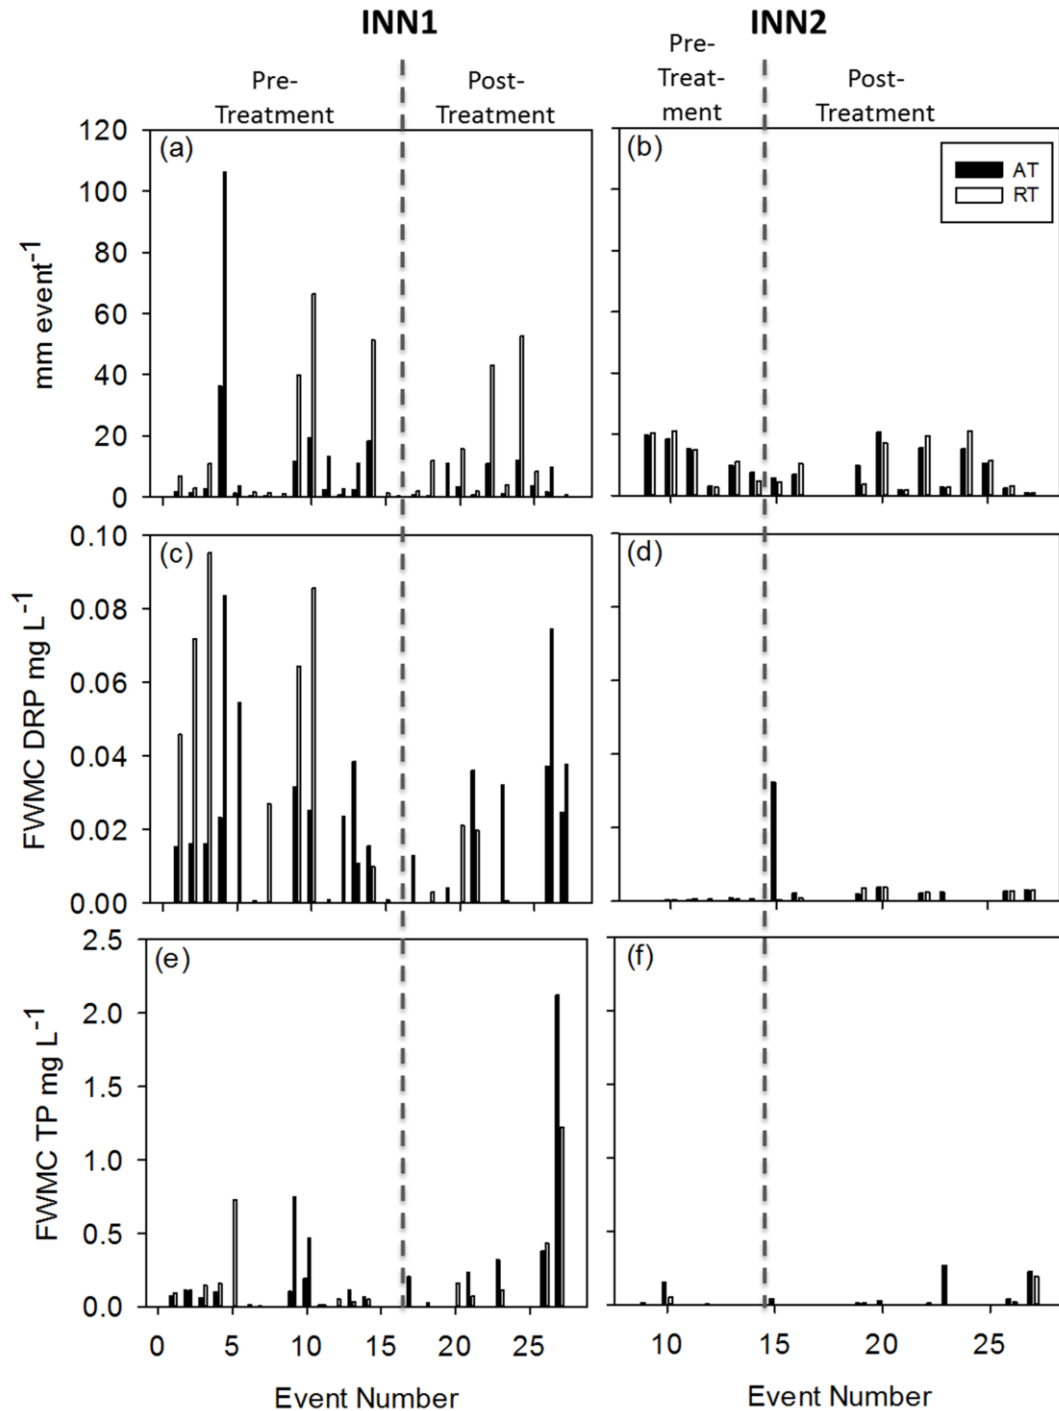 INN1
INN2
Pre-
Treatment
Post-
Treatment
Pre-
Treat-
ment
Post-
Treatment
(a)
(b)
AT
RT
mm event⁻¹
120
100
80
60
40
20
0
(c)
(d)
FWMC DRP mg L⁻¹
0.10
0.08
0.06
0.04
0.02
0.00
(e)
(f)
FWMC TP mg L⁻¹
2.5
2.0
1.5
1.0
0.5
0.0
0 5 10 15 20 25
10 15 20 25
Event Number
Event Number